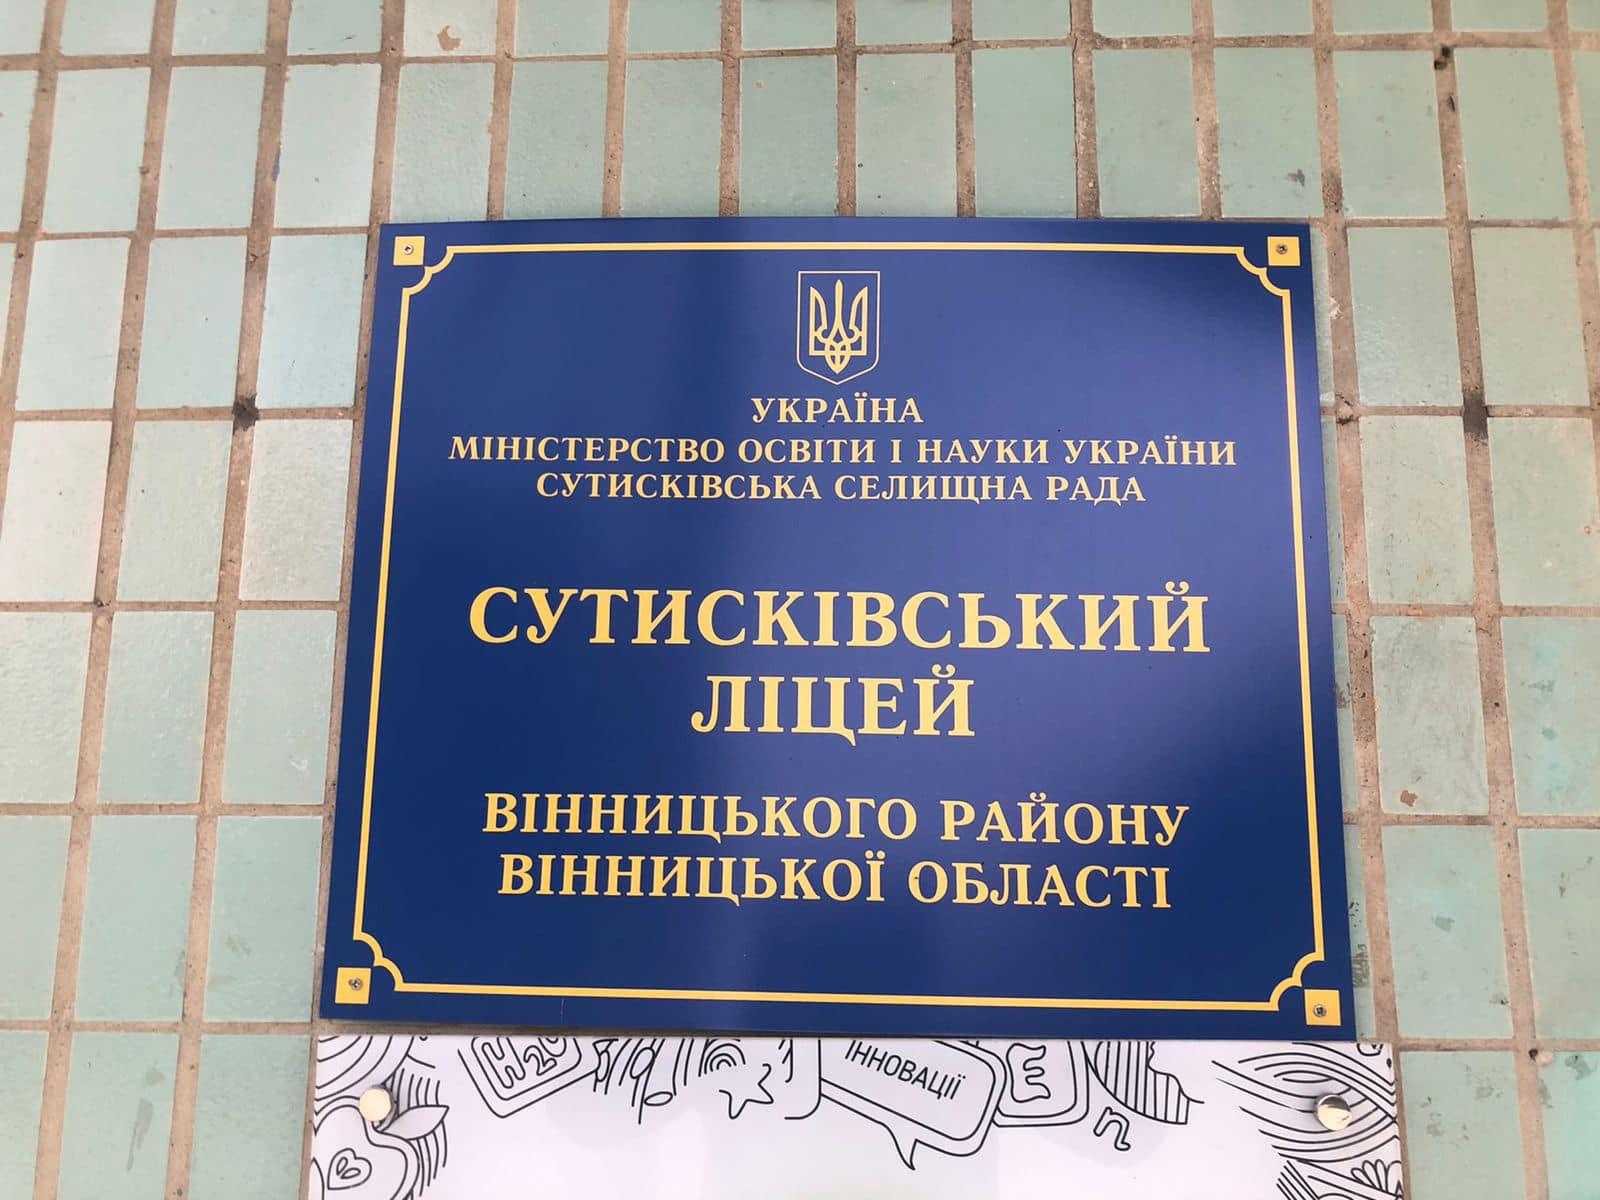 УКРАЇНА
МІНІСТЕРСТВО ОСВІТИ І НАУКИ УКРАЇНИ
СУТИСКІВСЬКА СЕЛИЩНА РАДА
СУТИСКІВСЬКИЙ
ЛІЦЕЙ
ВІННИЦЬКОГО РАЙОНУ
ВІННИЦЬКОЇ ОБЛАСТІ
ІННОВАЦІЇ